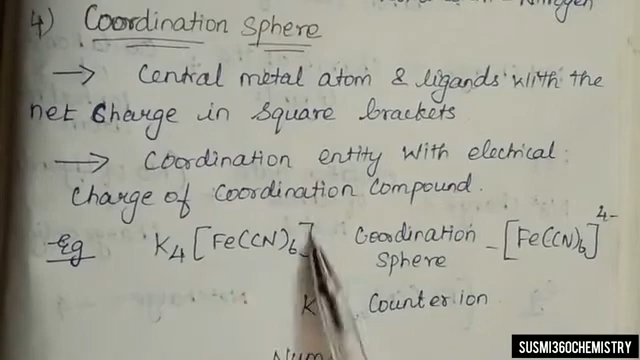 Nitrogen
4) Coordination Sphere
→ Central metal atom & ligands with the
net charge in square brackets
→ Coordination entity with electrical
charge of coordination compound.
Eg K4[Fe(CN)6] Coordination Sphere – [Fe(CN)6]4–
K Counter ion
SUSMI360CHEMISTRY